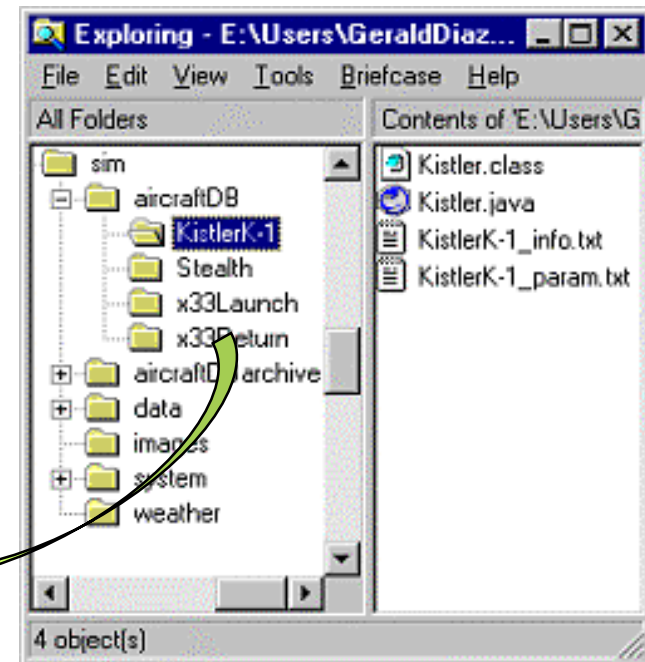 Exploring - E:\Users\GeraldDiaz...
File Edit View Tools Briefcase Help
All Folders
Contents of 'E:\Users\G
sim
aircraftDB
KistlerK-1
Stealth
x33Launch
x33Return
aircraftDBarchive
data
images
system
weather
Kistler.class
Kistler.java
KistlerK-1_info.txt
KistlerK-1_param.txt
4 object(s)